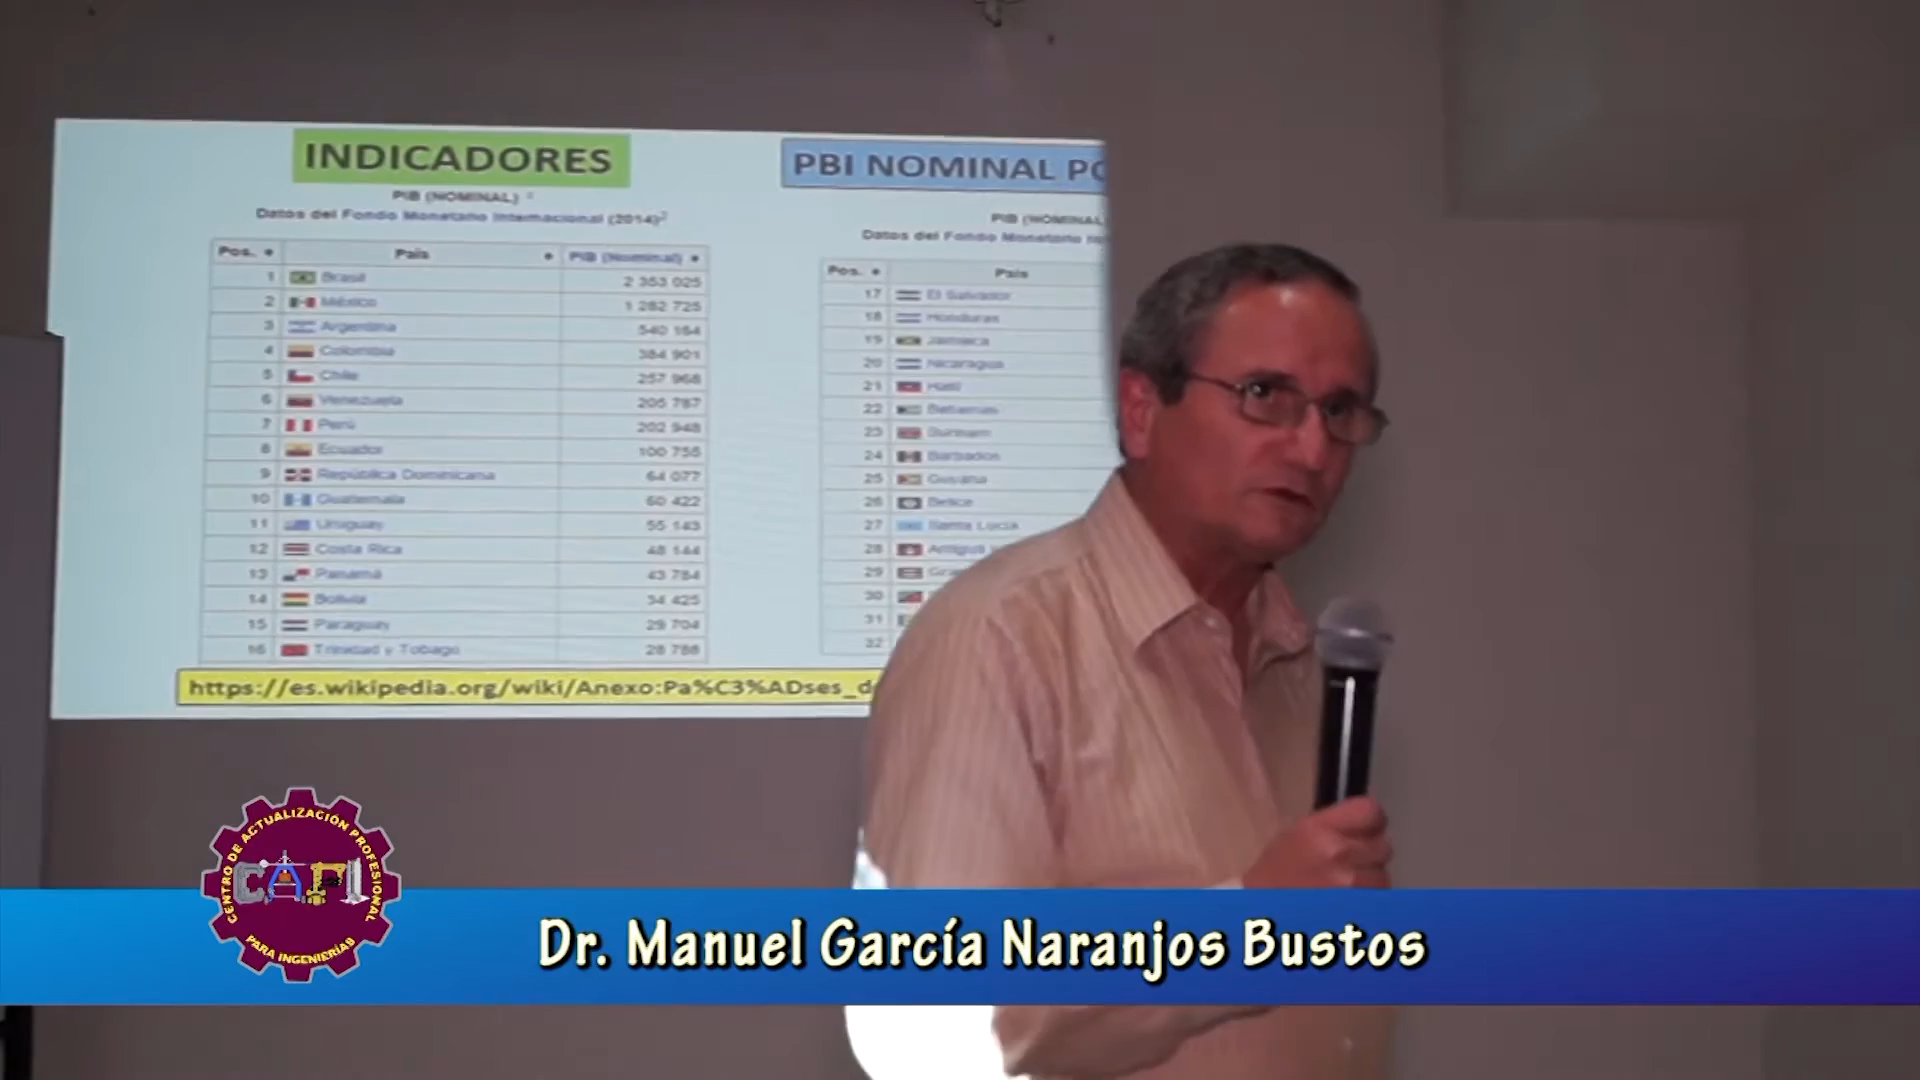 INDICADORES
PIB (NOMINAL)
Datos del Fondo Monetario Internacional (2014)²
Pos. País PIB (Nominal)
1 Brasil 2 353 025
2 México 1 282 725
3 Argentina 540 164
4 Colombia 384 901
5 Chile 257 968
6 Venezuela 205 787
7 Perú 202 948
8 Ecuador 100 755
9 República Dominicana 64 077
10 Guatemala 60 422
11 Uruguay 55 143
12 Costa Rica 48 144
13 Panamá 43 784
14 Bolivia 34 425
15 Paraguay 29 704
16 Trinidad y Tobago 28 788
PBI NOMINAL
PIB (NOMINAL
Datos del Fondo Monetario
Pos. País
17 El Salvador
18 Honduras
19 Jamaica
20 Nicaragua
21 Haití
22 Bahamas
23 Surinam
24 Barbados
25 Guyana
26 Belice
27 Santa Lucía
28 Antigua
29
30
31
32
https://es.wikipedia.org/wiki/Anexo:Pa%C3%ADses_d
CENTRO DE ACTUALIZACIÓN PROFESIONAL
CAPI
PARA INGENIERÍAS
Dr. Manuel García Naranjos Bustos